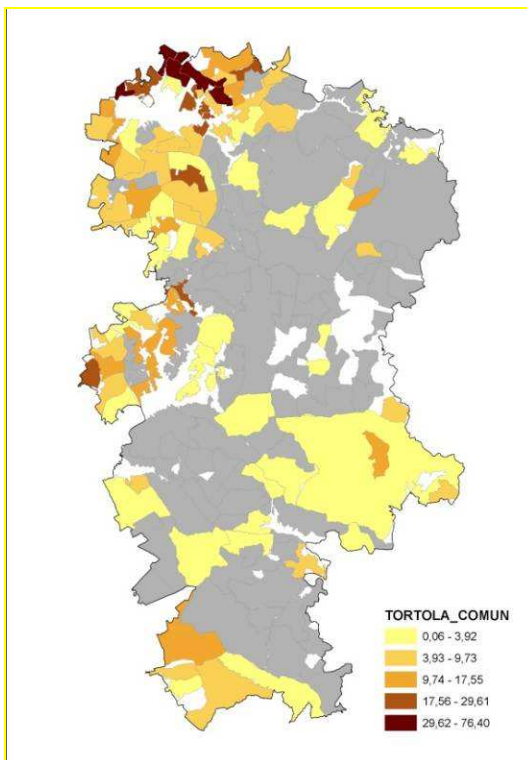 TORTOLA_COMUN
0,06 - 3,92
3,93 - 9,73
9,74 - 17,55
17,56 - 29,61
29,62 - 76,40